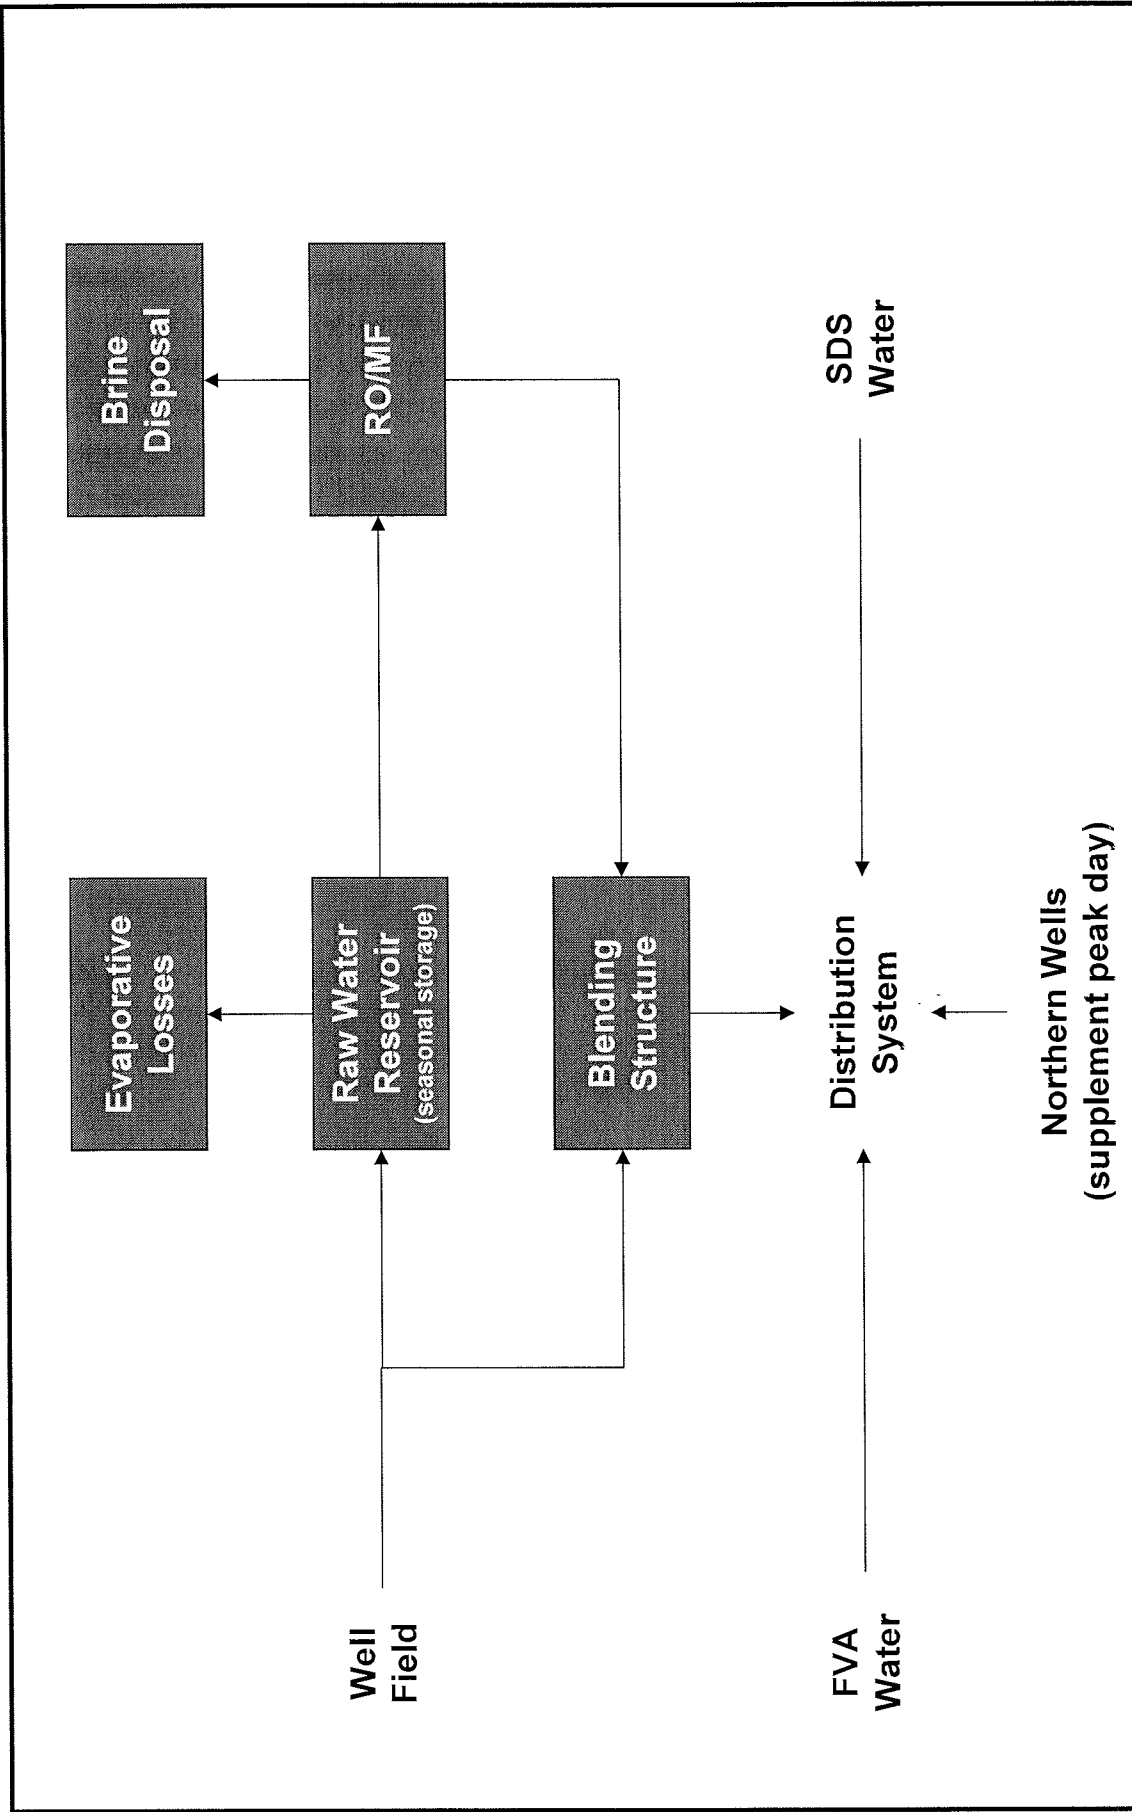 Evaporative
Losses
Brine
Disposal
Well
Field
Raw Water
Reservoir
(seasonal storage)
RO/MF
Blending
Structure
FVA
Water
Distribution
System
SDS
Water
Northern Wells
(supplement peak day)